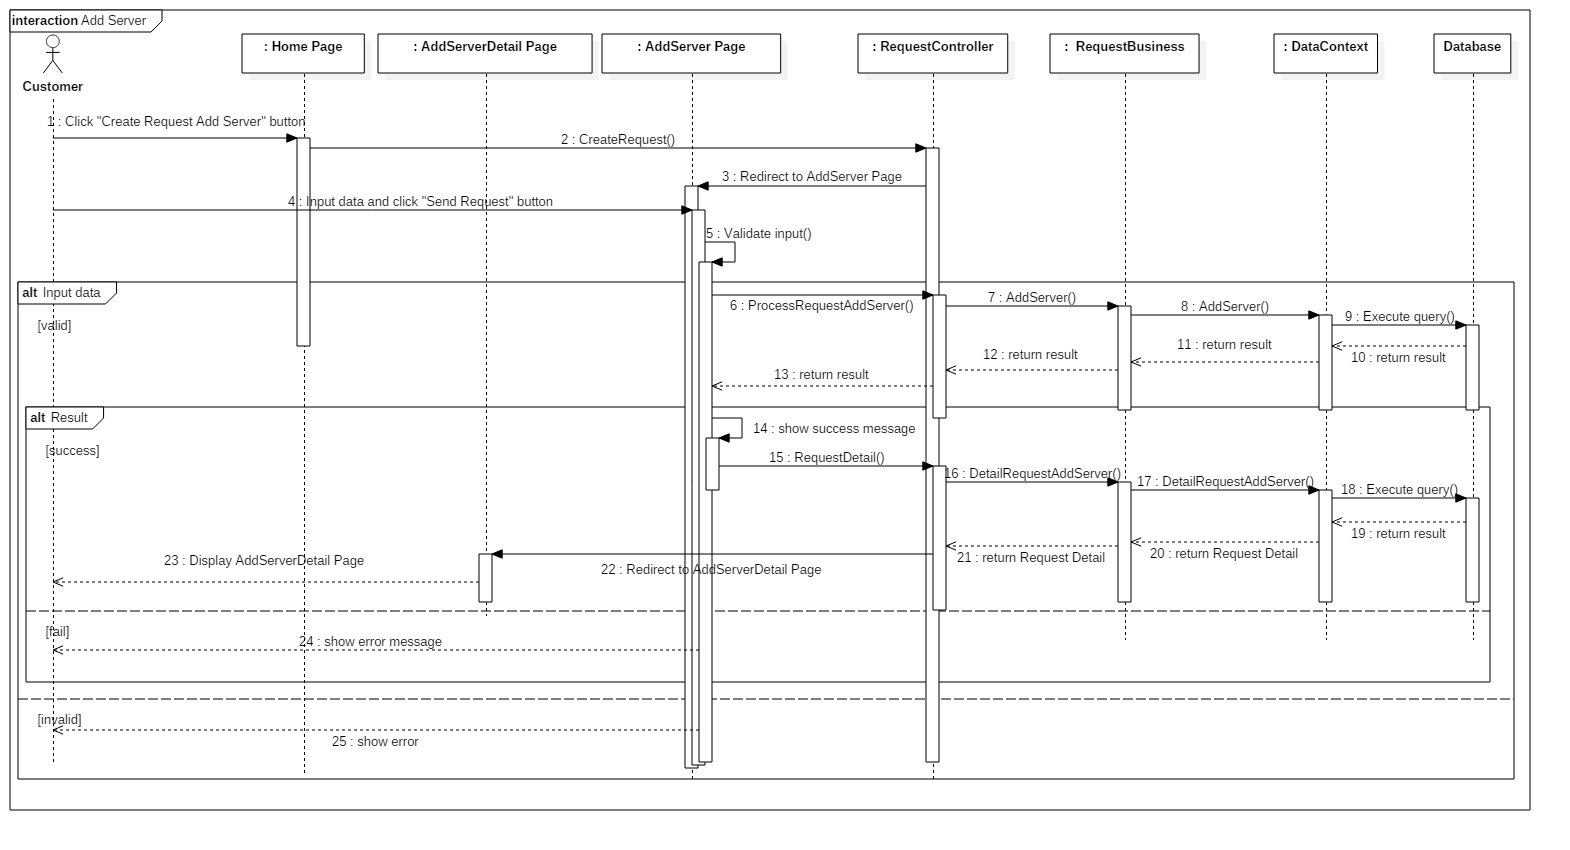 interaction Add Server
: Home Page
: AddServerDetail Page
: AddServer Page
: RequestController
: RequestBusiness
: DataContext
Database
Customer
1 : Click "Create Request Add Server" button
2 : CreateRequest()
3 : Redirect to AddServer Page
4 : Input data and click "Send Request" button
5 : Validate input()
alt Input data
[valid]
6 : ProcessRequestAddServer()
7 : AddServer()
8 : AddServer()
9 : Execute query()
10 : return result
11 : return result
12 : return result
13 : return result
alt Result
[success]
14 : show success message
15 : RequestDetail()
16 : DetailRequestAddServer()
17 : DetailRequestAddServer()
18 : Execute query()
19 : return result
20 : return Request Detail
21 : return Request Detail
22 : Redirect to AddServerDetail Page
23 : Display AddServerDetail Page
[fail]
24 : show error message
[invalid]
25 : show error